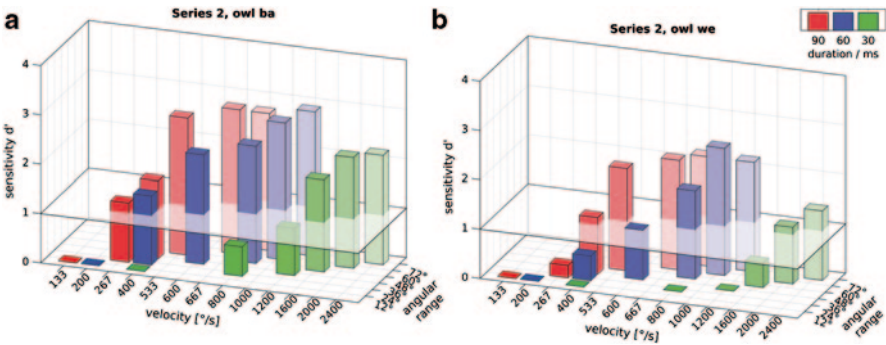 a
Series 2, owl ba
sensitivity d'
4
3
2
1
0
133
200
267
400
533
600
667
800
1000
1200
1600
2000
2400
velocity [°/s]
angular
range
b
Series 2, owl we
90 60 30
duration / ms
sensitivity d'
4
3
2
1
0
133
200
267
400
533
600
667
800
1000
1200
1600
2000
2400
velocity [°/s]
angular
range